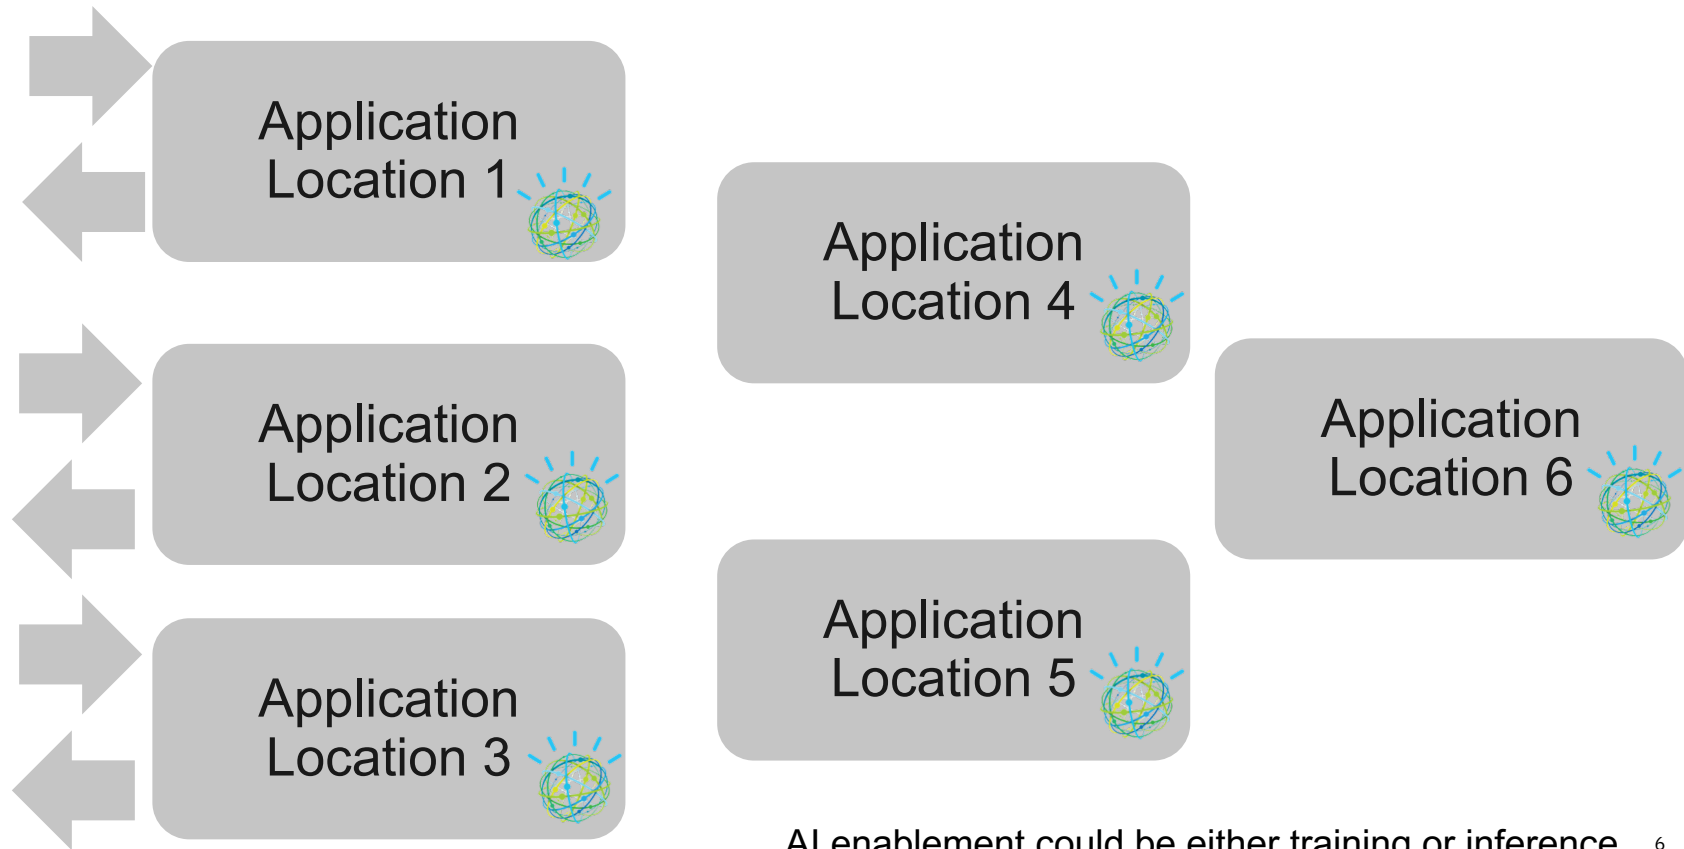 Application
Location 1
Application
Location 2
Application
Location 3
Application
Location 4
Application
Location 5
Application
Location 6
AI enablement could be either training or inference
6